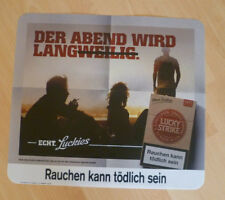 DER ABEND WIRD
LANGWEILIG.
ECHT. Luckies
LUCKY
STRIKE
Rauchen kann
tödlich sein
Rauchen kann tödlich sein